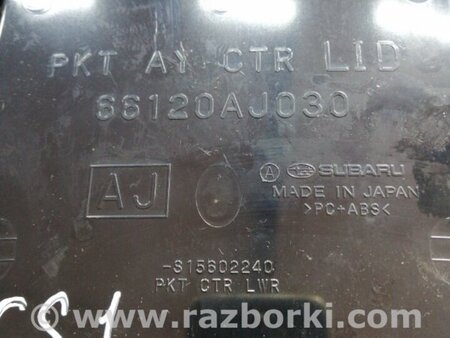 PKT AY CTR LID
66120AJ030
AJ
A SUBARU
MADE IN JAPAN
>PC+ABS<
-S15602240
PKT CTR LWR
www.razborki.com